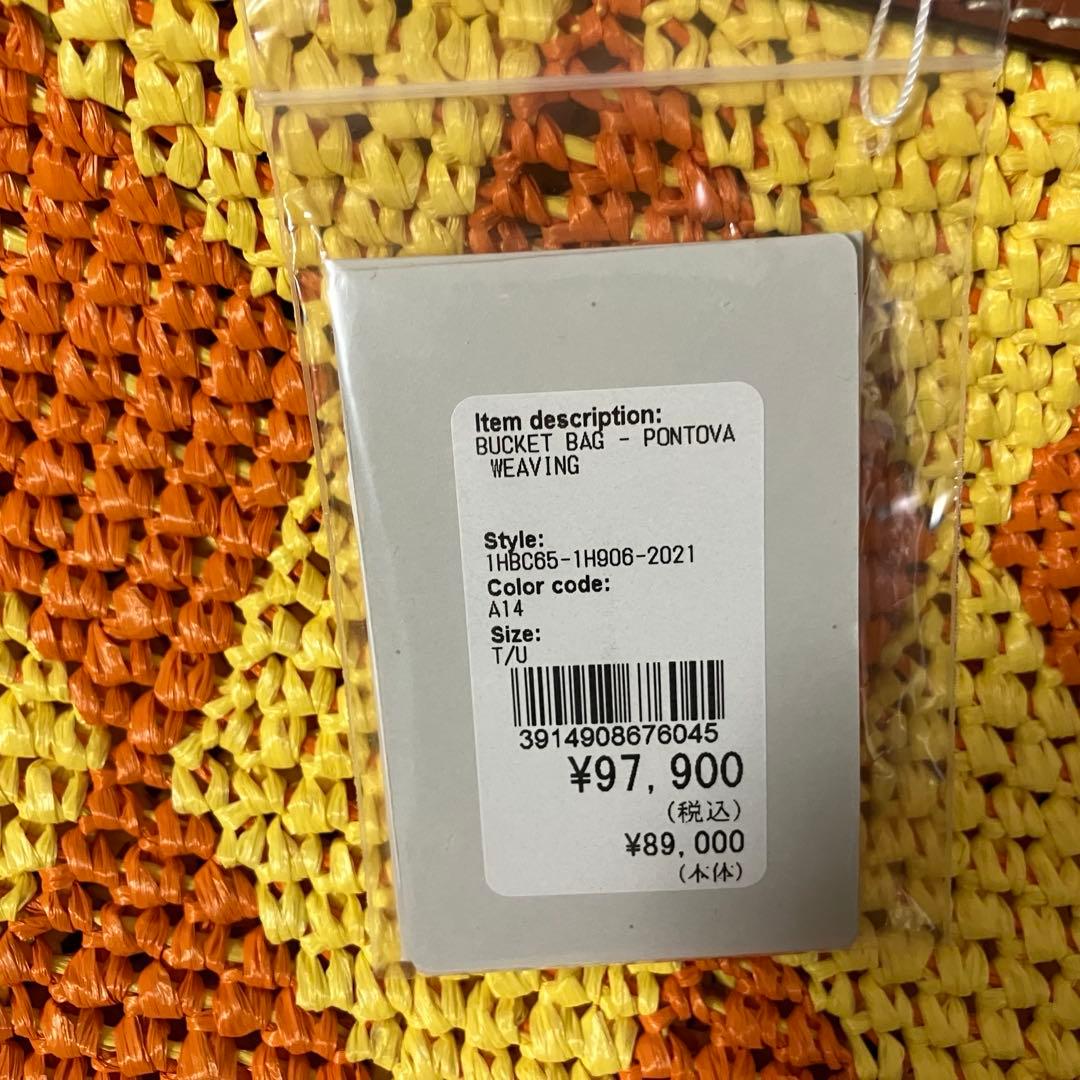 Item description:
BUCKET BAG - PONTOVA
WEAVING
Style:
1HBC65-1H906-2021
Color code:
A14
Size:
T/U
3914908676045
¥97,900
(税込)
¥89,000
(本体)